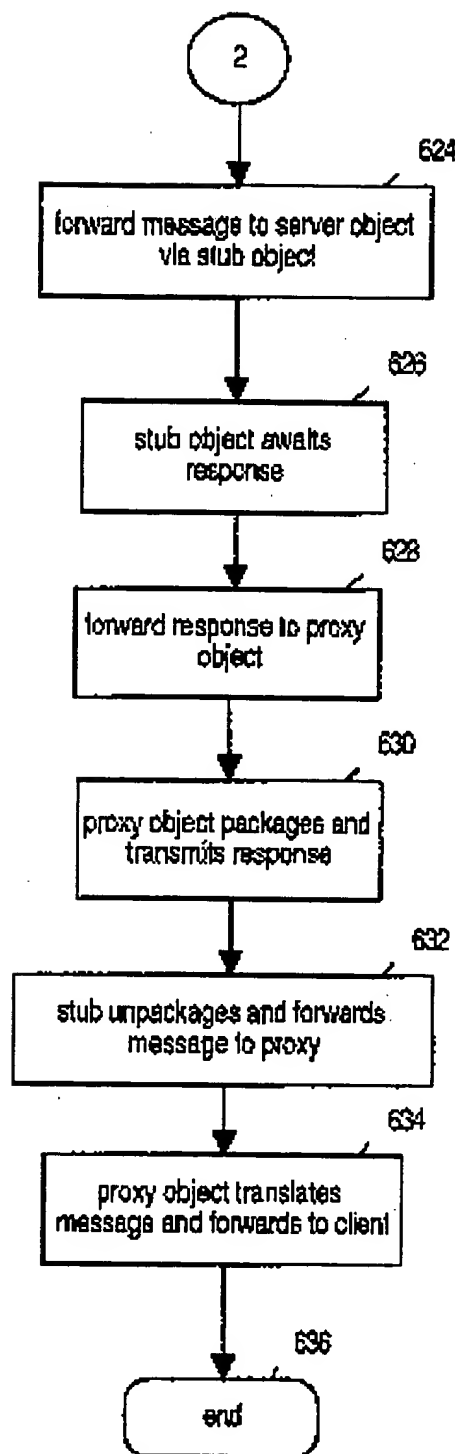 2
624
forward message to server object
via stub object
626
stub object awaits
response
628
forward response to proxy
object
630
proxy object packages and
transmits response
632
stub unpackages and forwards
message to proxy
634
proxy object translates
message and forwards to client
636
end